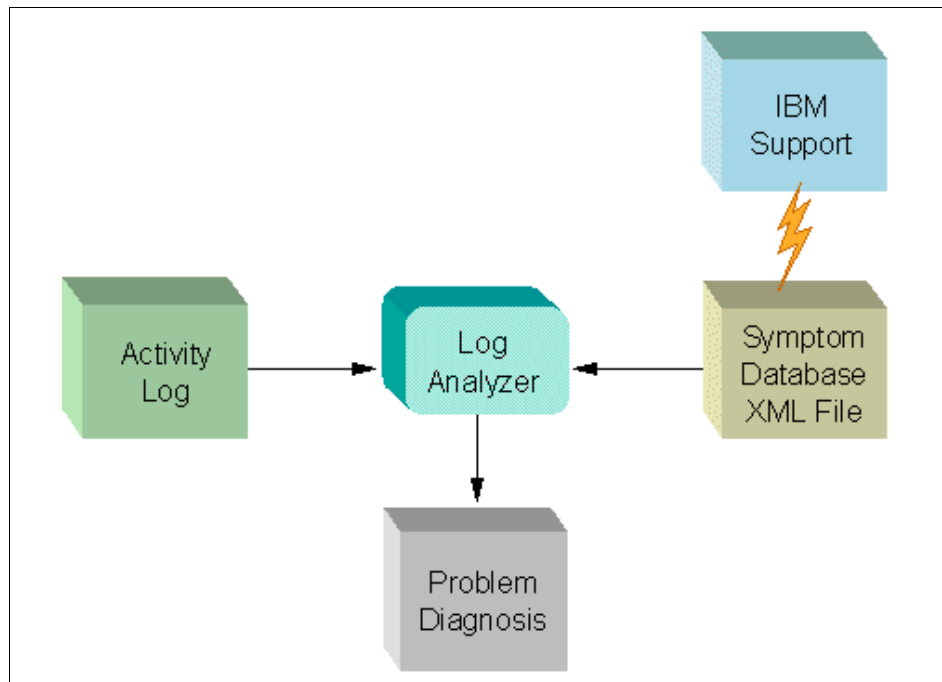 IBM
Support
Activity
Log
Log
Analyzer
Symptom
Database
XML File
Problem
Diagnosis